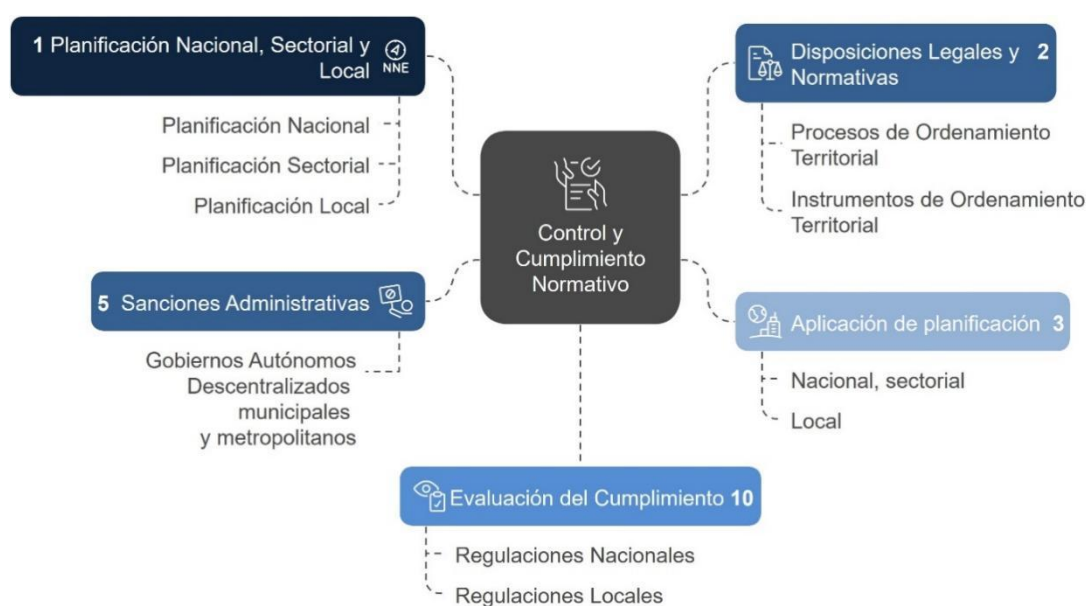 1 Planificación Nacional, Sectorial y
Local
NNE
Planificación Nacional
Planificación Sectorial
Planificación Local
Disposiciones Legales y 2
Normativas
Procesos de Ordenamiento
Territorial
Instrumentos de Ordenamiento
Territorial
Control y
Cumplimiento
Normativo
5 Sanciones Administrativas
Gobiernos Autónomos
Descentralizados
municipales
y metropolitanos
Aplicación de planificación 3
Nacional, sectorial
Local
Evaluación del Cumplimiento 10
Regulaciones Nacionales
Regulaciones Locales